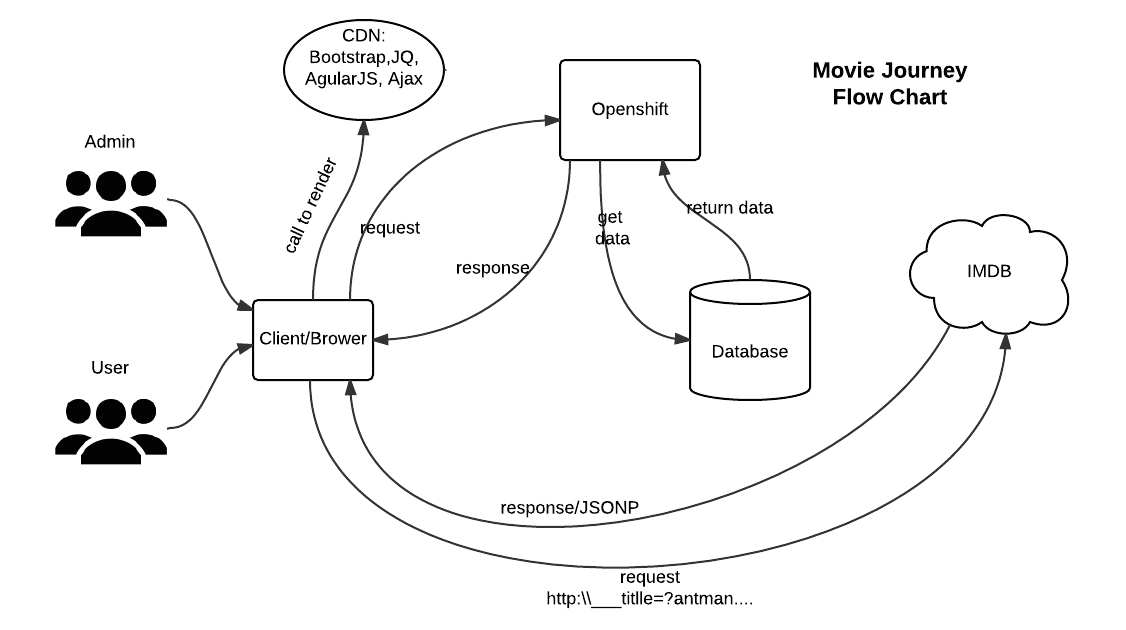 CDN:
Bootstrap,JQ,
AgularJS, Ajax
Movie Journey
Flow Chart
Openshift
Admin
call to render
request
get
data
return data
response
IMDB
Client/Brower
Database
User
response/JSONP
request
http:\\___titlle=?antman....